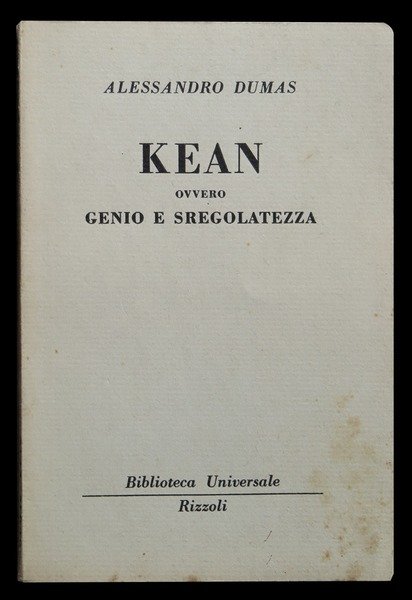 ALESSANDRO DUMAS
KEAN
OVVERO
GENIO E SREGOLATEZZA
Biblioteca Universale
Rizzoli